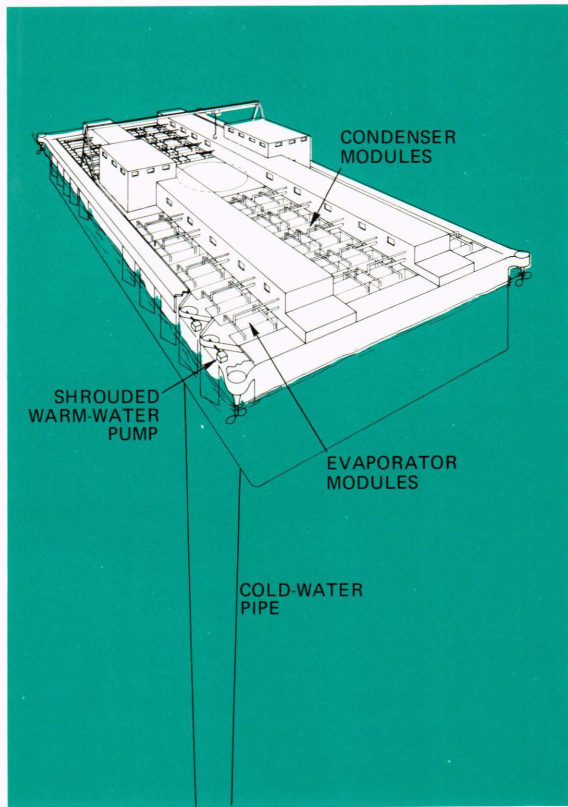 CONDENSER
MODULES
SHROUDED
WARM-WATER
PUMP
EVAPORATOR
MODULES
COLD-WATER
PIPE